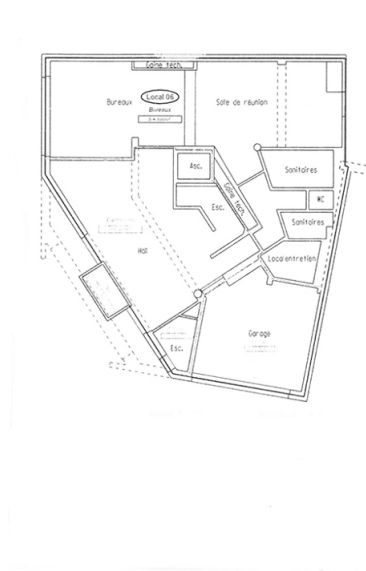 Gaine tech.
Bureaux
Local 06
Bureaux
Salle de réunion
Asc.
Sanitaires
Esc.
Gaine tech.
WC
Sanitaires
Hall
Local entretien
Garage
Esc.